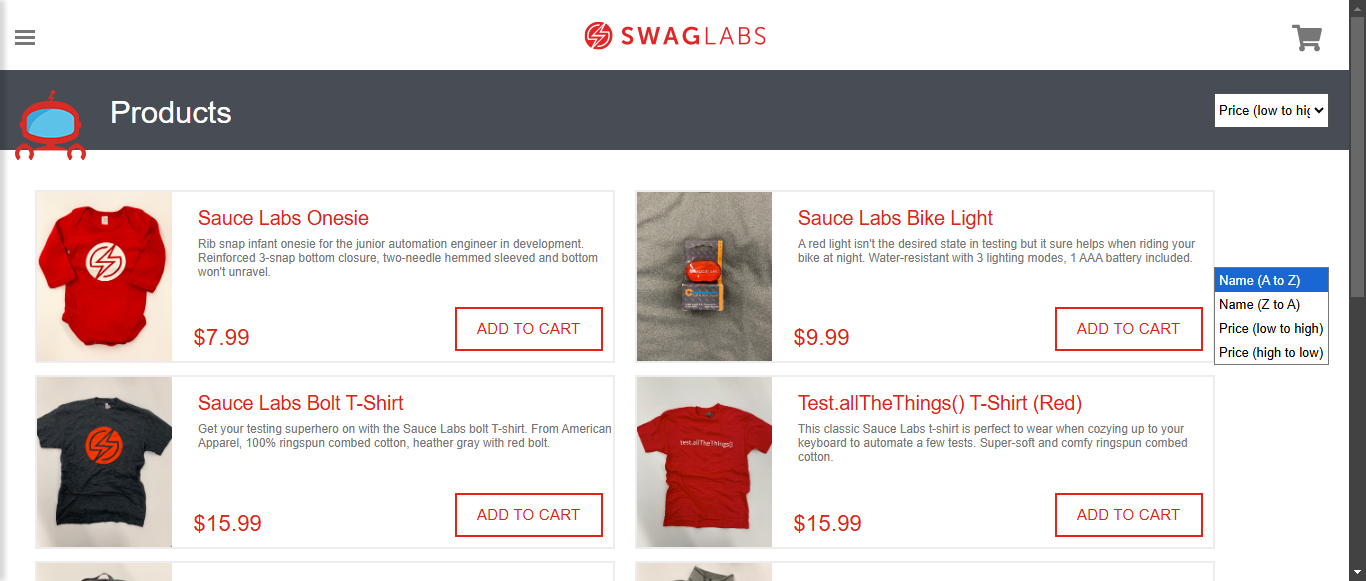 SWAGLABS
Products
Price (low to hig
Sauce Labs Onesie
Rib snap infant onesie for the junior automation engineer in development.
Reinforced 3-snap bottom closure, two-needle hemmed sleeved and bottom
won't unravel.
$7.99
ADD TO CART
Sauce Labs Bike Light
A red light isn't the desired state in testing but it sure helps when riding your
bike at night. Water-resistant with 3 lighting modes, 1 AAA battery included.
$9.99
ADD TO CART
Name (A to Z)
Name (Z to A)
Price (low to high)
Price (high to low)
Sauce Labs Bolt T-Shirt
Get your testing superhero on with the Sauce Labs bolt T-shirt. From American
Apparel, 100% ringspun combed cotton, heather gray with red bolt.
$15.99
ADD TO CART
test.allTheThings()
Test.allTheThings() T-Shirt (Red)
This classic Sauce Labs t-shirt is perfect to wear when cozying up to your
keyboard to automate a few tests. Super-soft and comfy ringspun combed
cotton.
$15.99
ADD TO CART